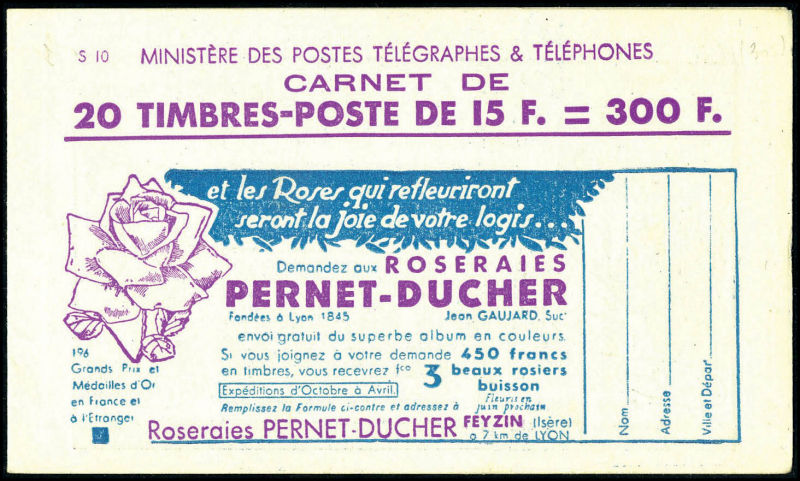 S 10 MINISTÈRE DES POSTES TÉLÉGRAPHES & TÉLÉPHONES
CARNET DE
20 TIMBRES-POSTE DE 15 F. = 300 F.
et les Roses qui refleuriront
seront la joie de votre logis...
Demandez aux ROSERAIES
PERNET-DUCHER
Fondées à Lyon 1845 Jean GAUJARD, Suc.
envoi gratuit du superbe album en couleurs.
Si vous joignez à votre demande 450 francs
en timbres, vous recevrez fco 3 beaux rosiers
buisson
Expéditions d'Octobre à Avril.
Fleuris en
juin prochain
Remplissez la Formule ci-contre et adressez à
Roseraies PERNET-DUCHER FEYZIN (Isère)
à 7 km de LYON
196
Grands Prix et
Médailles d'Or
en France et
à l'Etranger
Nom
Adresse
Ville et Dépar